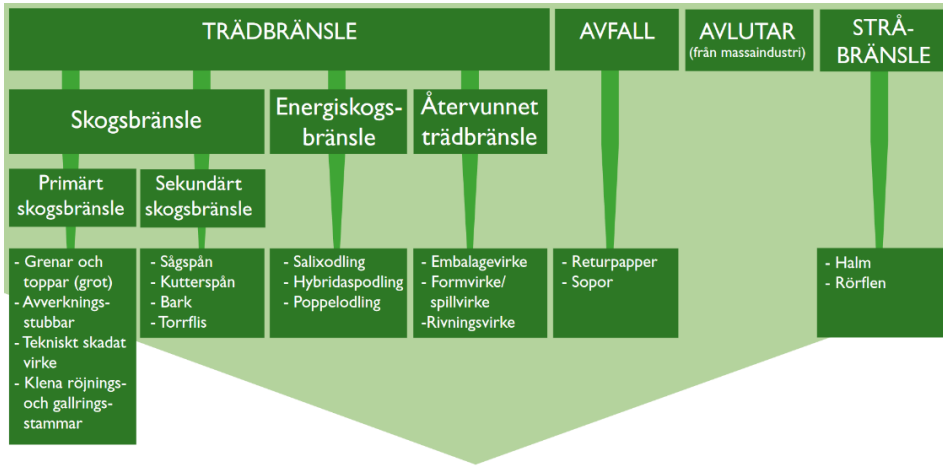 TRÄDBRÄNSLE
AVFALL
AVLUTAR
(från massaindustri)
STRÅ-
BRÄNSLE
Skogsbränsle
Energiskogs-
bränsle
Återvunnet
trädbränsle
Primärt
skogsbränsle
Sekundärt
skogsbränsle
- Grenar och
toppar (grot)
- Avverknings-
stubbar
- Tekniskt skadat
virke
- Klena röjnings-
och gallrings-
stammar
- Sågspån
- Kutterspån
- Bark
- Torrflis
- Salixodling
- Hybridaspodling
- Poppelodling
- Embalagevirke
- Formvirke/
spillvirke
-Rivningsvirke
- Returpapper
- Sopor
- Halm
- Rörflen